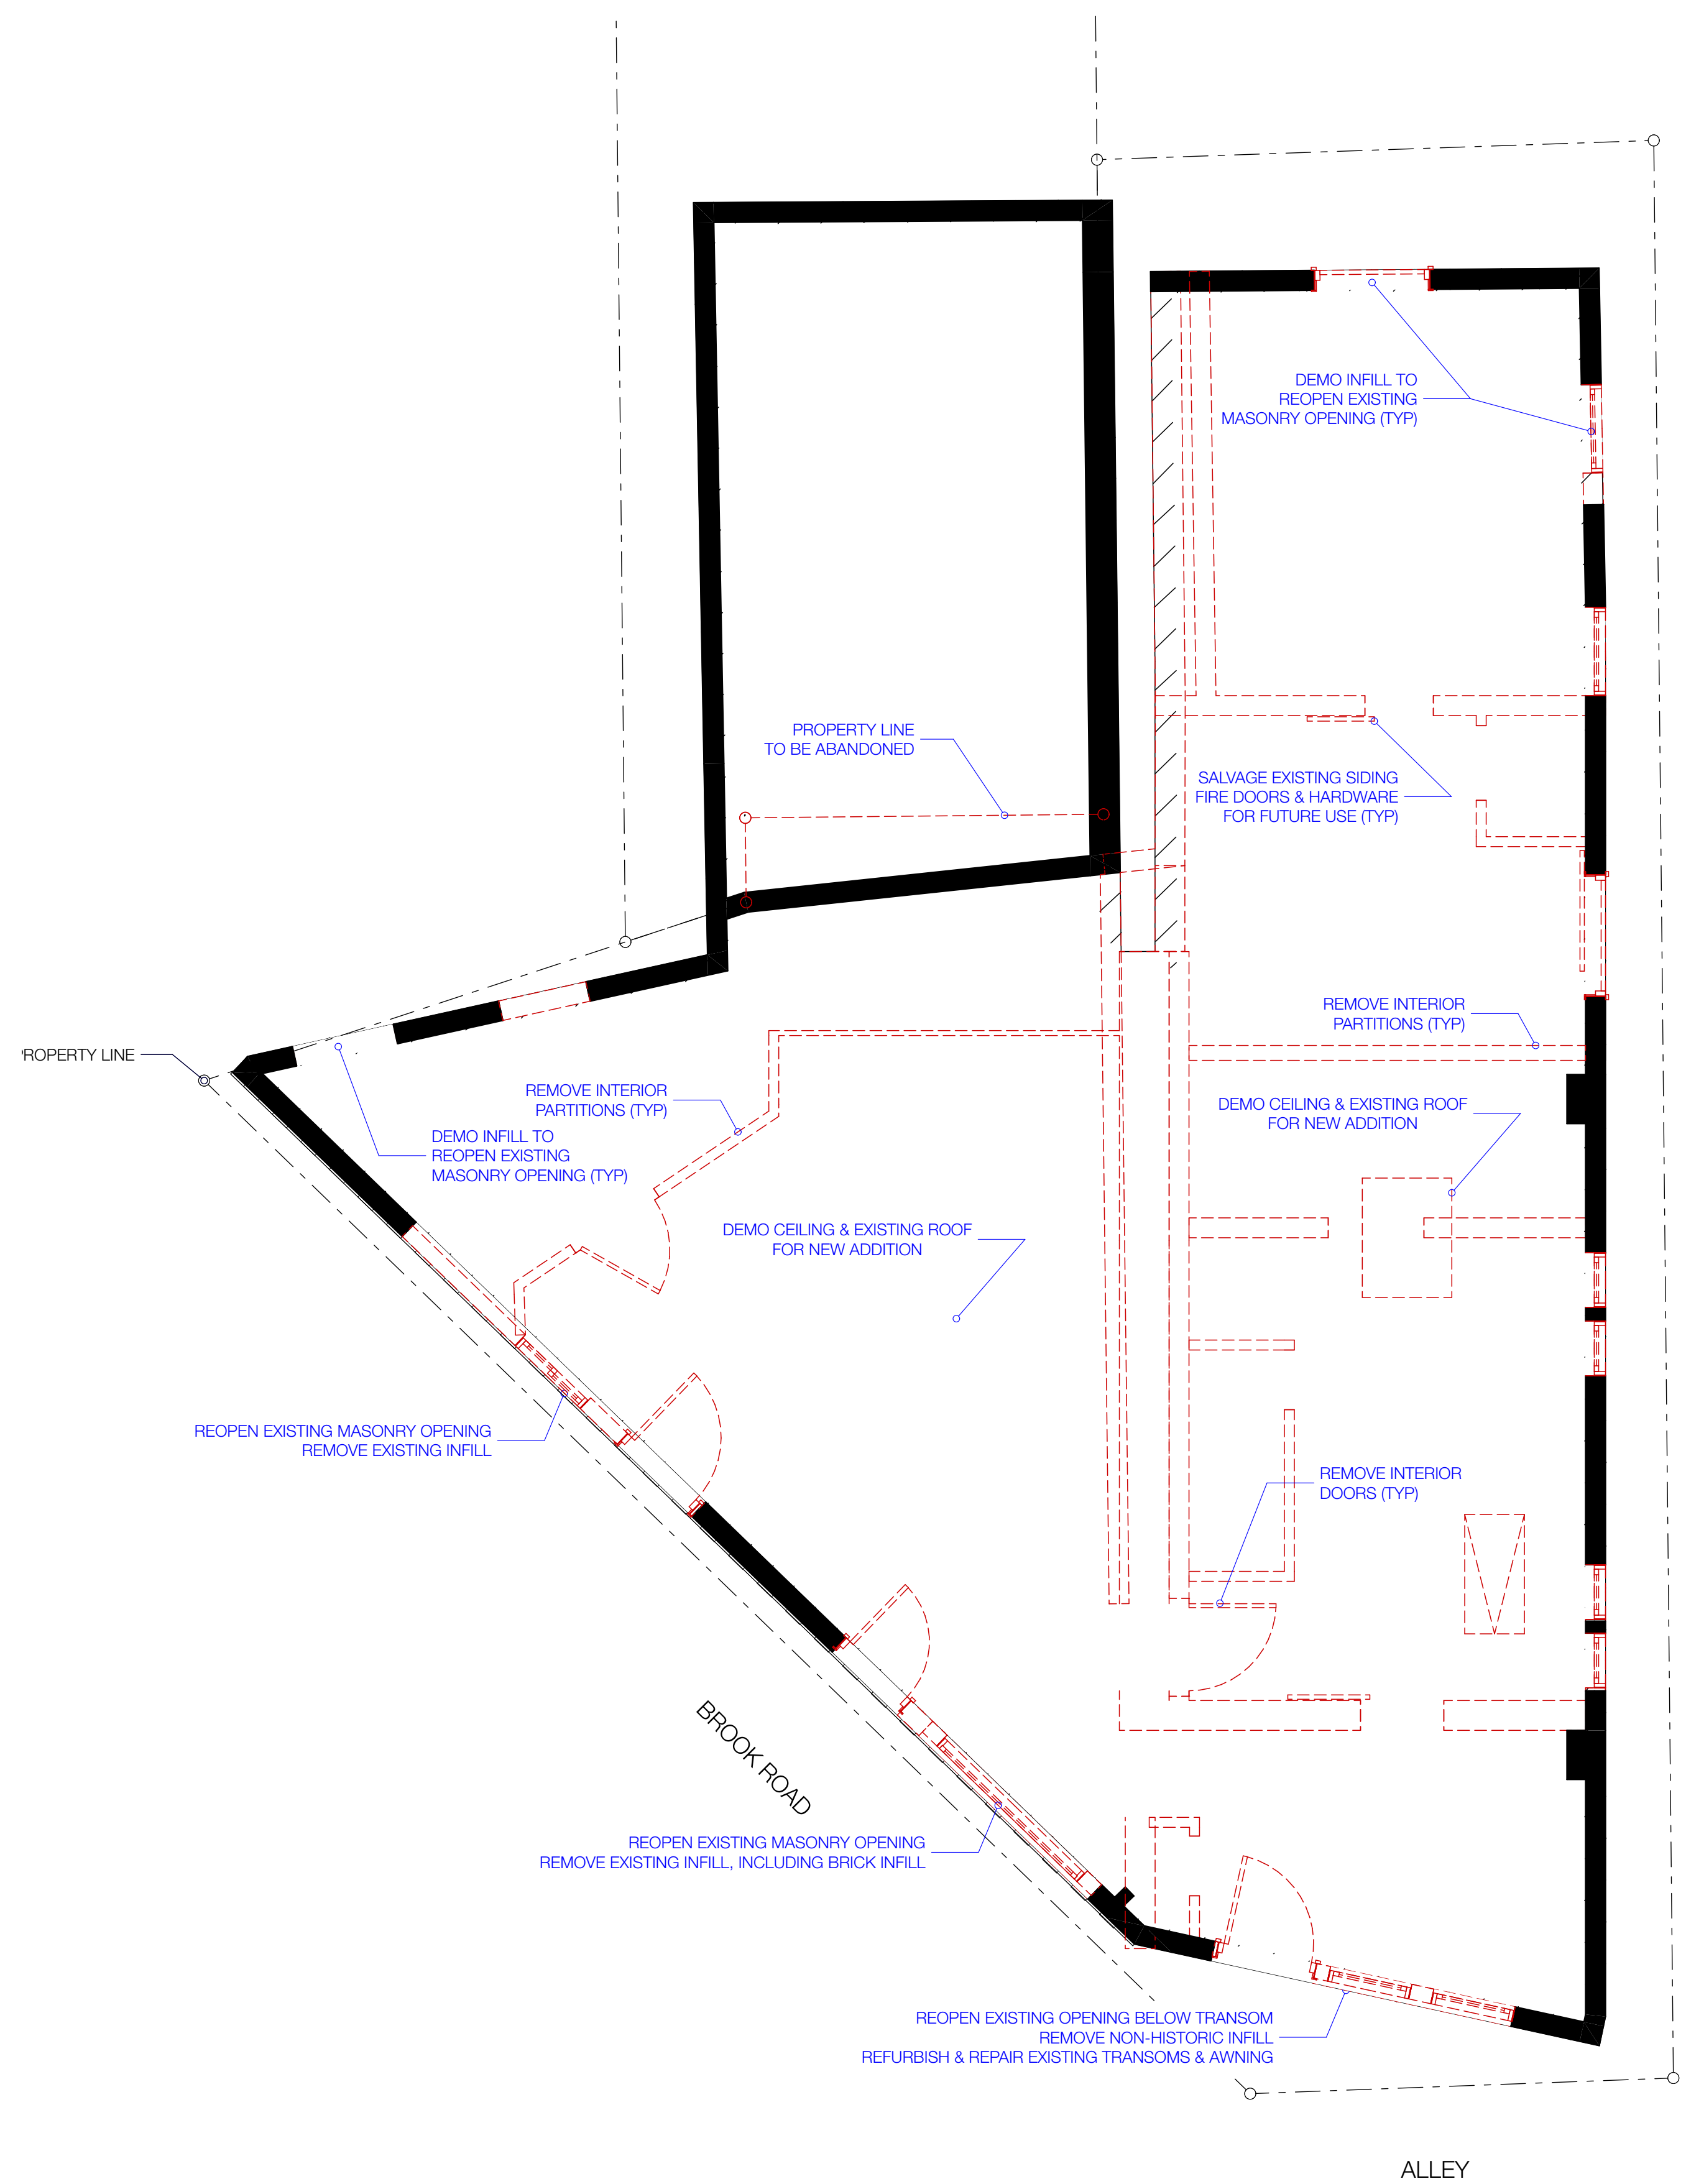 DEMO INFILL TO
REOPEN EXISTING
MASONRY OPENING (TYP)
PROPERTY LINE
TO BE ABANDONED
SALVAGE EXISTING SIDING
FIRE DOORS & HARDWARE
FOR FUTURE USE (TYP)
REMOVE INTERIOR
PARTITIONS (TYP)
'ROPERTY LINE
REMOVE INTERIOR
PARTITIONS (TYP)
DEMO CEILING & EXISTING ROOF
FOR NEW ADDITION
DEMO INFILL TO
REOPEN EXISTING
MASONRY OPENING (TYP)
DEMO CEILING & EXISTING ROOF
FOR NEW ADDITION
REOPEN EXISTING MASONRY OPENING
REMOVE EXISTING INFILL
REMOVE INTERIOR
DOORS (TYP)
BROOK ROAD
REOPEN EXISTING MASONRY OPENING
REMOVE EXISTING INFILL, INCLUDING BRICK INFILL
REOPEN EXISTING OPENING BELOW TRANSOM
REMOVE NON-HISTORIC INFILL
REFURBISH & REPAIR EXISTING TRANSOMS & AWNING
ALLEY